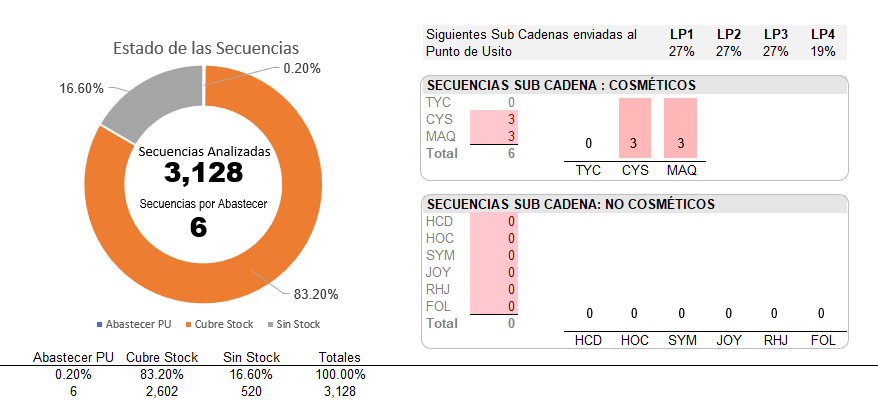 Estado de las Secuencias
0.20%
16.60%
Secuencias Analizadas
3,128
Secuencias por Abastecer
6
83.20%
Abastecer PU Cubre Stock Sin Stock
Abastecer PU Cubre Stock Sin Stock Totales
0.20% 83.20% 16.60% 100.00%
6 2,602 520 3,128
Siguientes Sub Cadenas enviadas al LP1 LP2 LP3 LP4
Punto de Usito 27% 27% 27% 19%
SECUENCIAS SUB CADENA : COSMÉTICOS
TYC 0
CYS 3
MAQ 3
Total 6
0 3 3
TYC CYS MAQ
SECUENCIAS SUB CADENA: NO COSMÉTICOS
HCD 0
HOC 0
SYM 0
JOY 0
RHJ 0
FOL 0
Total 0
0 0 0 0 0 0
HCD HOC SYM JOY RHJ FOL